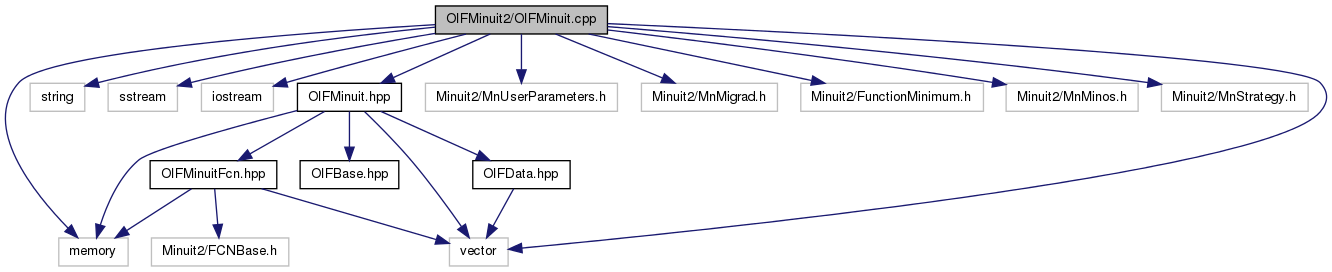 OIFMinuit2/OIFMinuit.cpp
string
sstream
iostream
OIFMinuit.hpp
Minuit2/MnUserParameters.h
Minuit2/MnMigrad.h
Minuit2/FunctionMinimum.h
Minuit2/MnMinos.h
Minuit2/MnStrategy.h
OIFMinuitFcn.hpp
OIFBase.hpp
OIFData.hpp
memory
Minuit2/FCNBase.h
vector